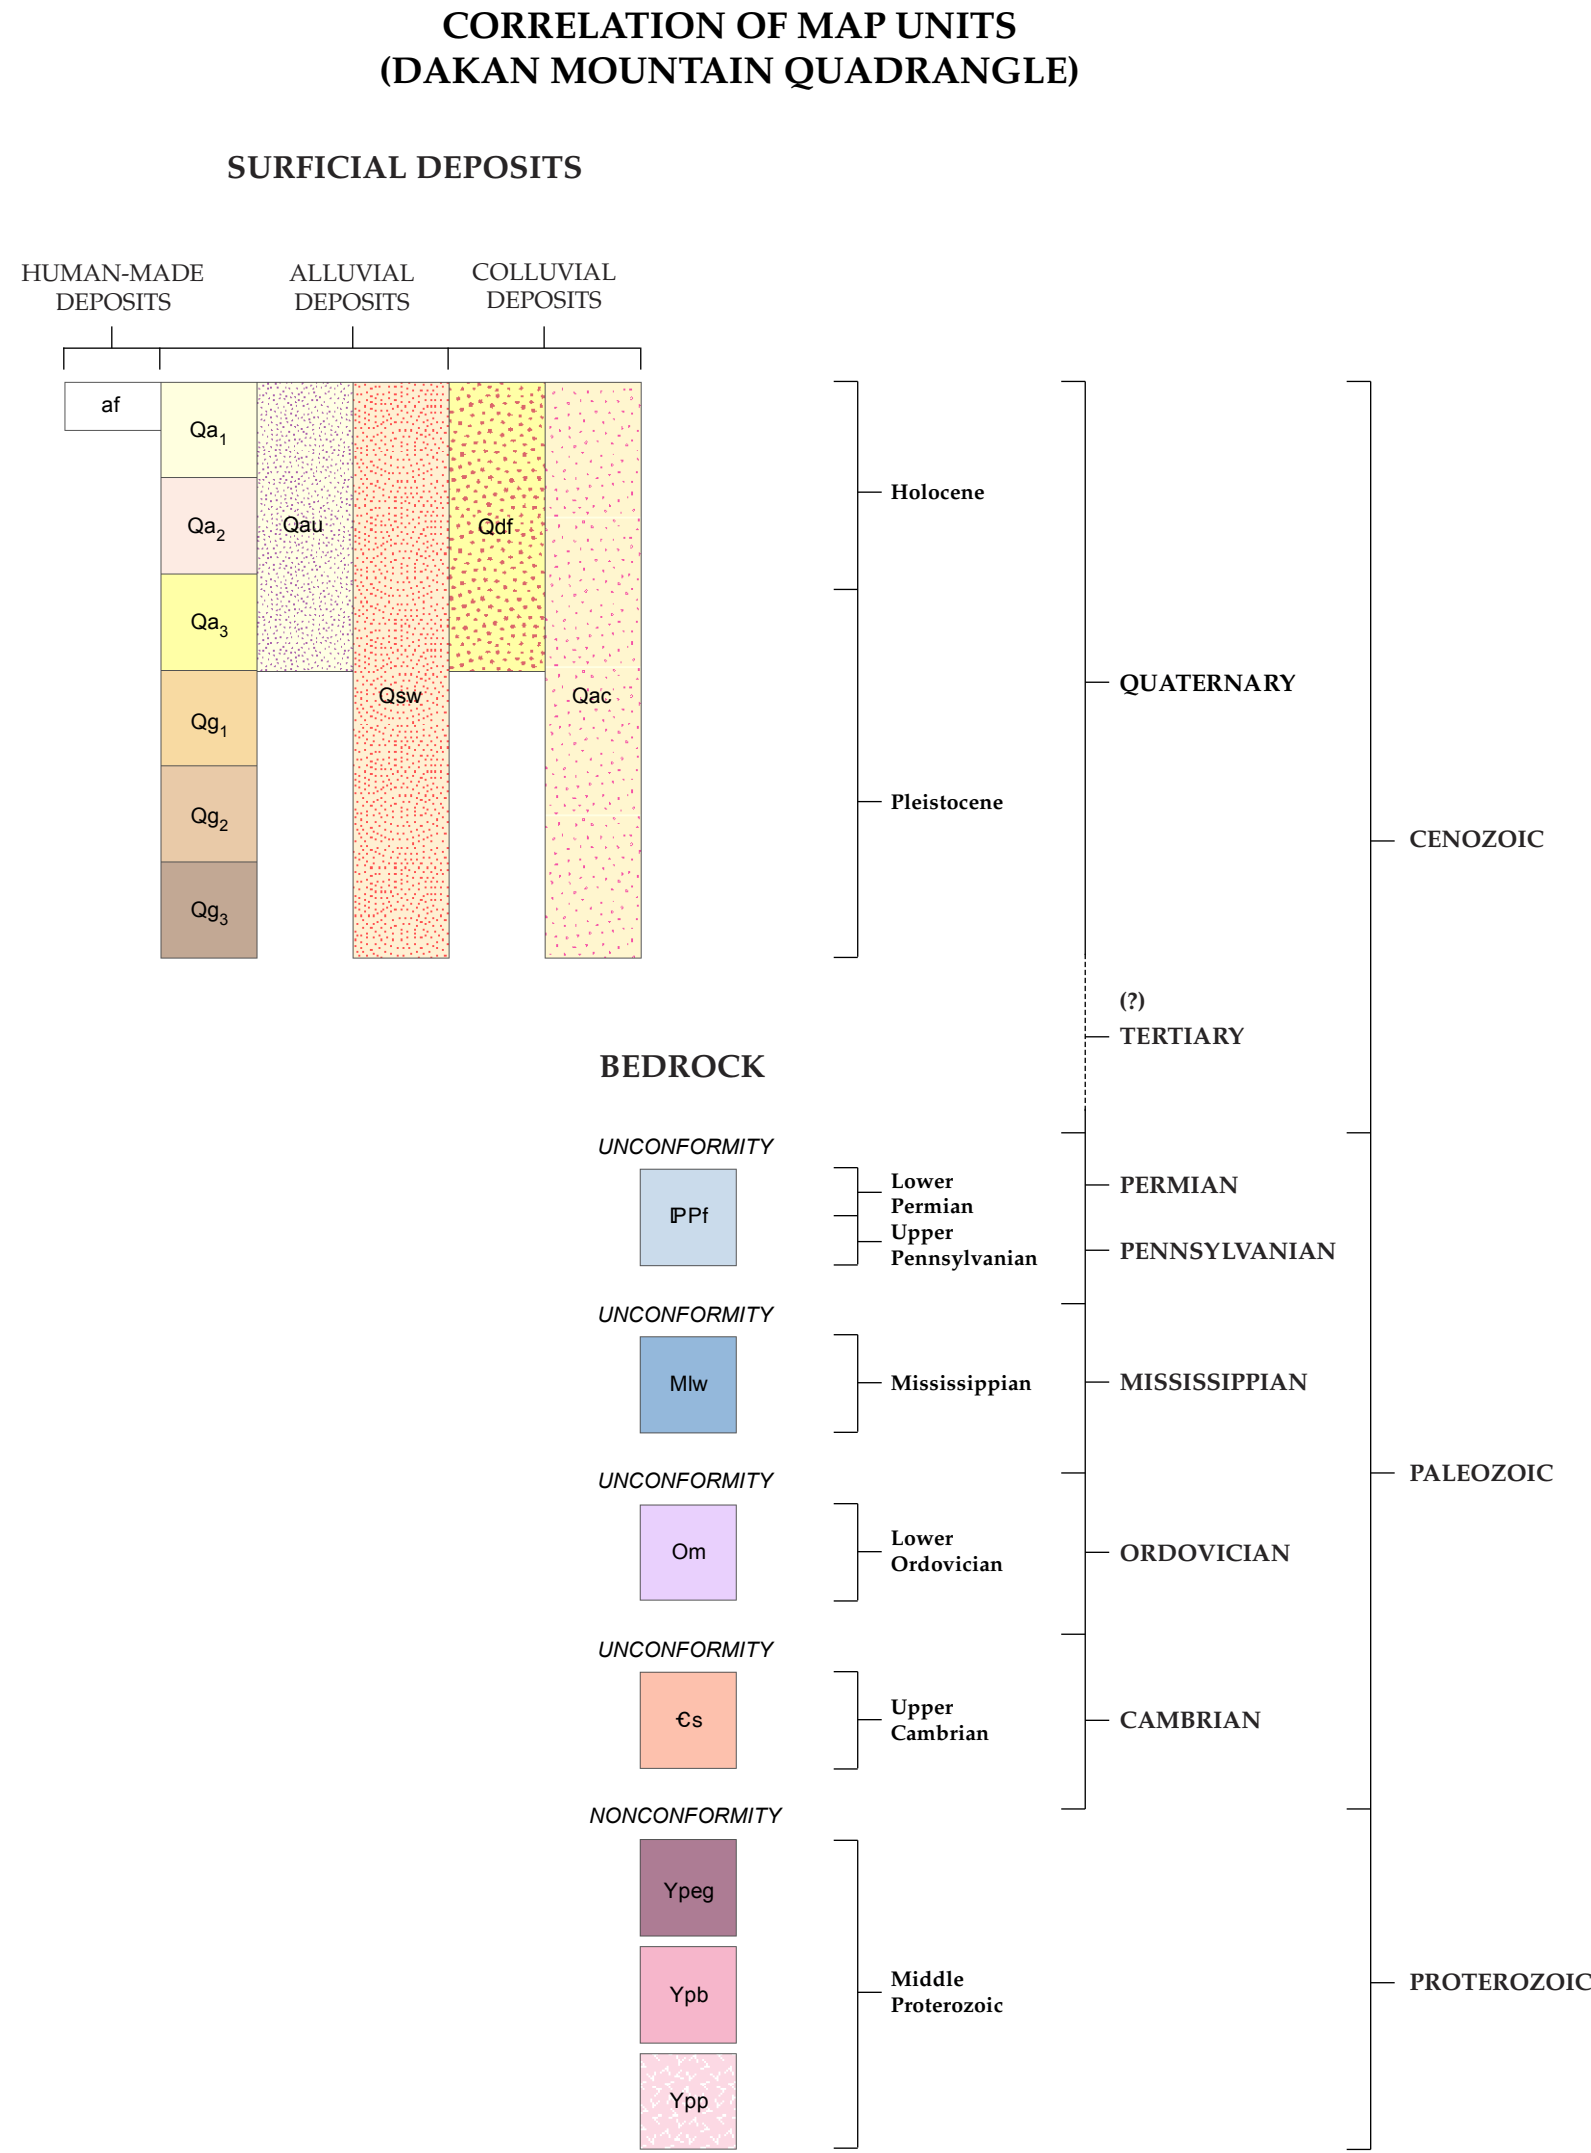 CORRELATION OF MAP UNITS
(DAKAN MOUNTAIN QUADRANGLE)
SURFICIAL DEPOSITS
HUMAN-MADE
DEPOSITS
ALLUVIAL
DEPOSITS
COLLUVIAL
DEPOSITS
af
Qa1
Qa2
Qa3
Qg1
Qg2
Qg3
Qau
Qsw
Qdf
Qac
Holocene
Pleistocene
QUATERNARY
(?)
TERTIARY
CENOZOIC
BEDROCK
UNCONFORMITY
ⅣPPf
Lower
Permian
Upper
Pennsylvanian
PERMIAN
PENNSYLVANIAN
UNCONFORMITY
Mlw
Mississippian
MISSISSIPPIAN
UNCONFORMITY
Om
Lower
Ordovician
ORDOVICIAN
PALEOZOIC
UNCONFORMITY
Єs
Upper
Cambrian
CAMBRIAN
NONCONFORMITY
Ypeg
Ypb
Ypp
Middle
Proterozoic
PROTEROZOIC